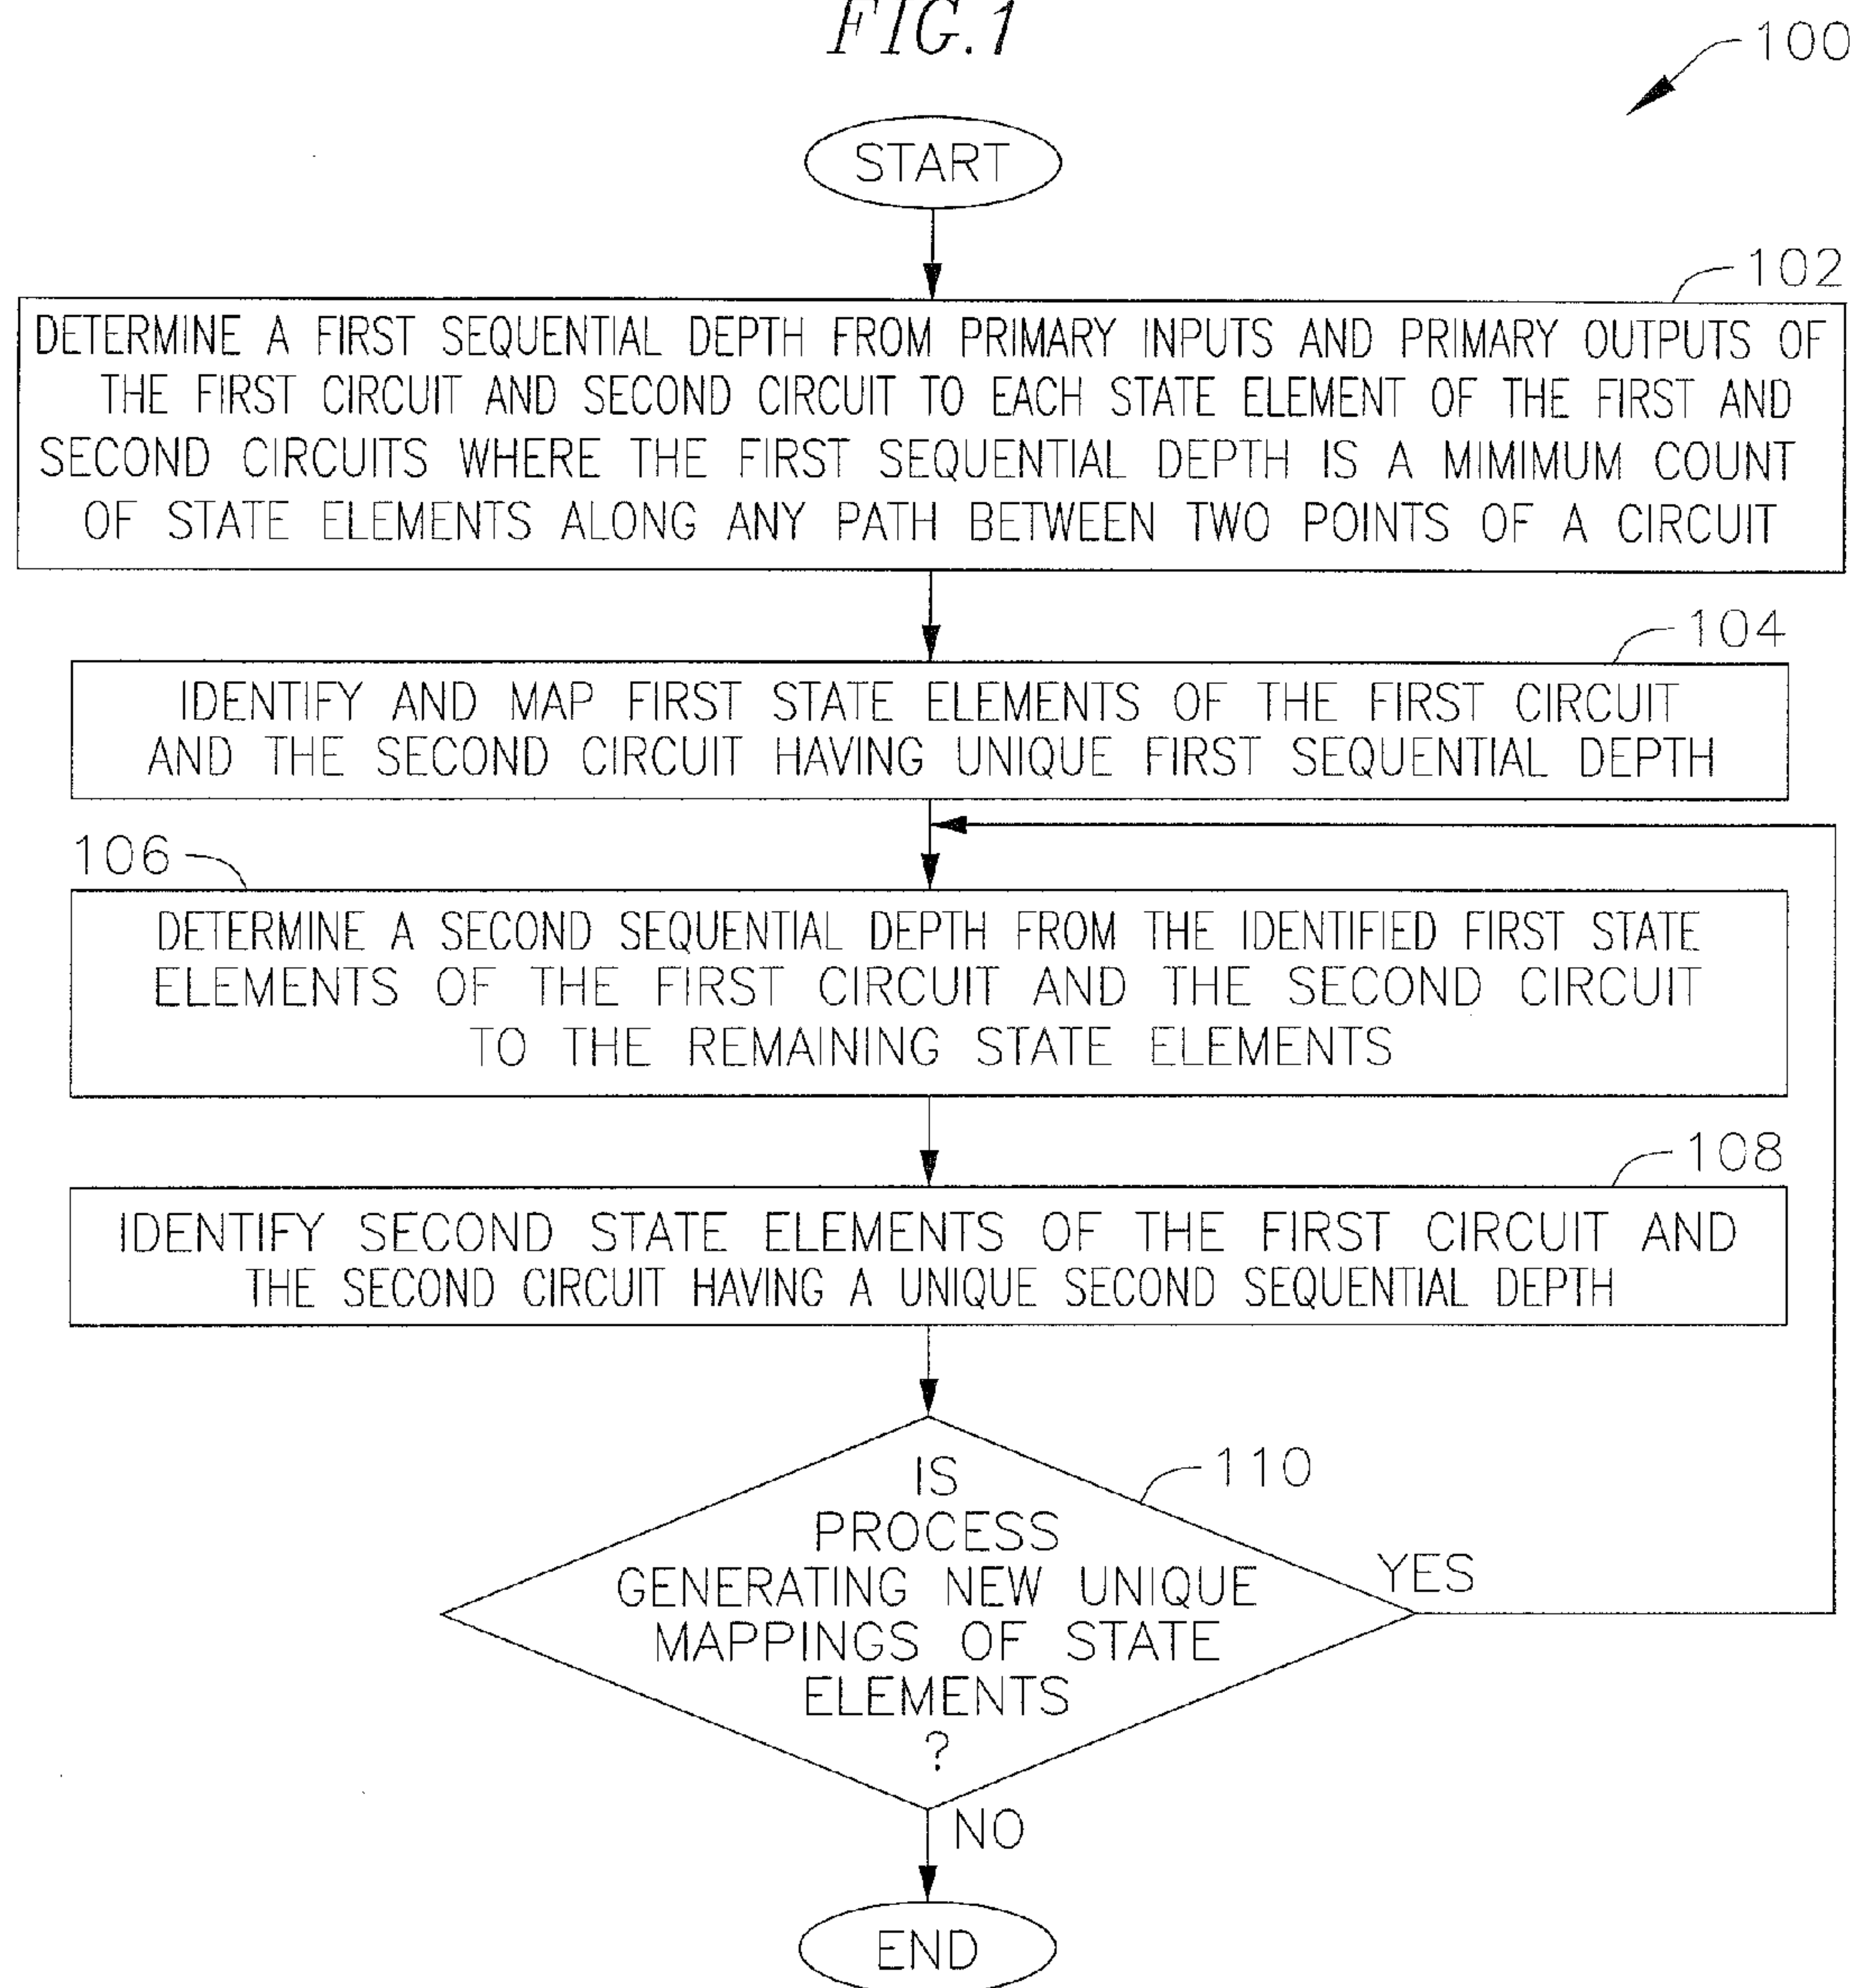 FIG.1
100
START
102
DETERMINE A FIRST SEQUENTIAL DEPTH FROM PRIMARY INPUTS AND PRIMARY OUTPUTS OF
THE FIRST CIRCUIT AND SECOND CIRCUIT TO EACH STATE ELEMENT OF THE FIRST AND
SECOND CIRCUITS WHERE THE FIRST SEQUENTIAL DEPTH IS A MIMIMUM COUNT
OF STATE ELEMENTS ALONG ANY PATH BETWEEN TWO POINTS OF A CIRCUIT
104
IDENTIFY AND MAP FIRST STATE ELEMENTS OF THE FIRST CIRCUIT
AND THE SECOND CIRCUIT HAVING UNIQUE FIRST SEQUENTIAL DEPTH
106
DETERMINE A SECOND SEQUENTIAL DEPTH FROM THE IDENTIFIED FIRST STATE
ELEMENTS OF THE FIRST CIRCUIT AND THE SECOND CIRCUIT
TO THE REMAINING STATE ELEMENTS
108
IDENTIFY SECOND STATE ELEMENTS OF THE FIRST CIRCUIT AND
THE SECOND CIRCUIT HAVING A UNIQUE SECOND SEQUENTIAL DEPTH
110
IS
PROCESS
GENERATING NEW UNIQUE
MAPPINGS OF STATE
ELEMENTS
?
YES
NO
END